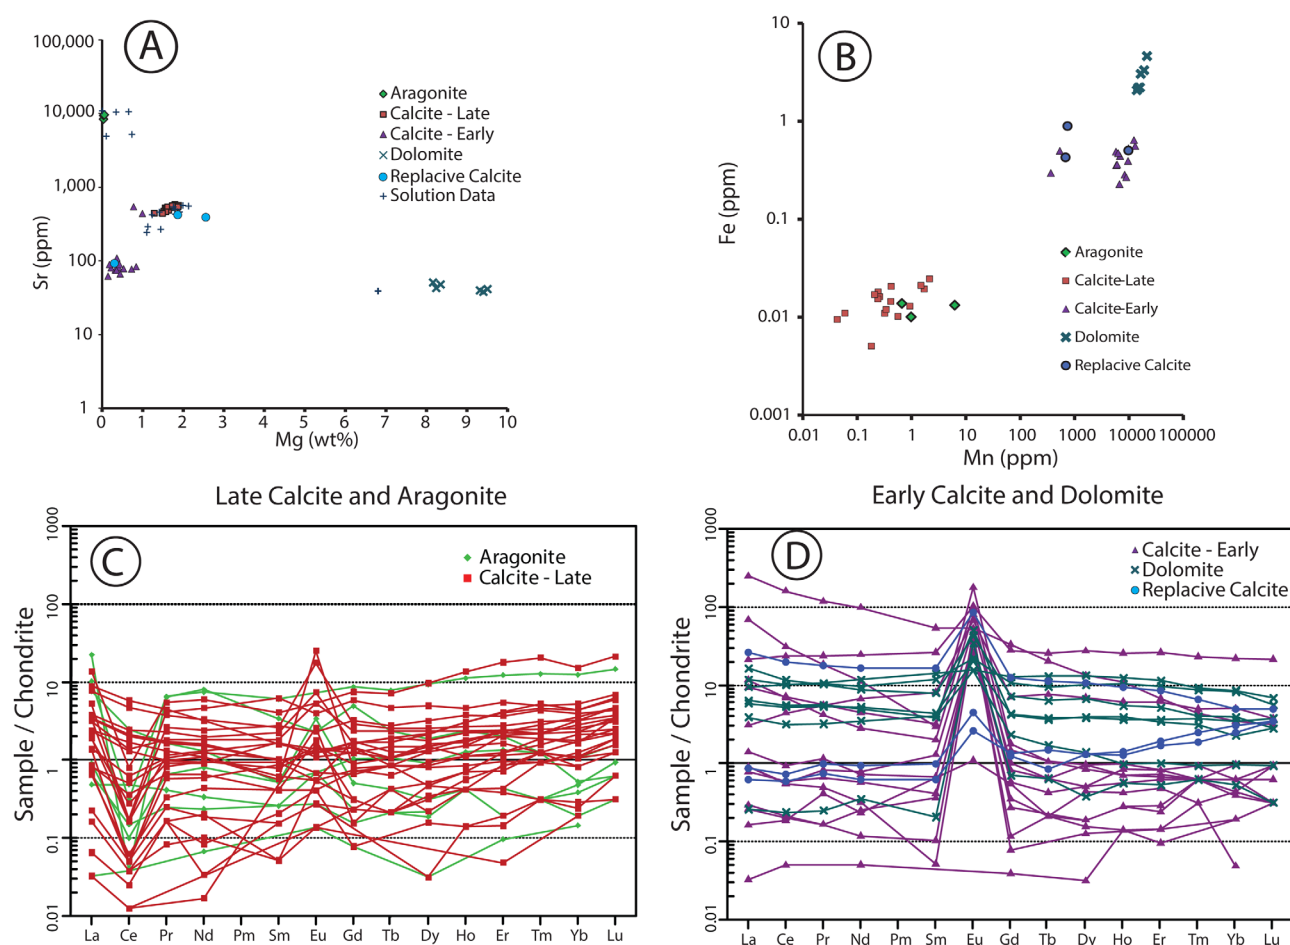 A
100,000
10,000
1,000
100
10
1
Sr (ppm)
0 1 2 3 4 5 6 7 8 9 10
Mg (wt%)
Aragonite
Calcite - Late
Calcite - Early
Dolomite
Replacive Calcite
Solution Data
B
10
1
0.1
0.01
0.001
Fe (ppm)
0.01 0.1 1 10 100 1000 10000 100000
Mn (ppm)
Aragonite
Calcite-Late
Calcite-Early
Dolomite
Replacive Calcite
Late Calcite and Aragonite
C
Aragonite
Calcite - Late
1000
100
10
1
0.1
0.01
Sample / Chondrite
La Ce Pr Nd Pm Sm Eu Gd Tb Dy Ho Er Tm Yb Lu
Early Calcite and Dolomite
D
Calcite - Early
Dolomite
Replacive Calcite
1000
100
10
1
0.1
0.01
Sample / Chondrite
La Ce Pr Nd Pm Sm Eu Gd Tb Dv Ho Er Tm Yb Lu